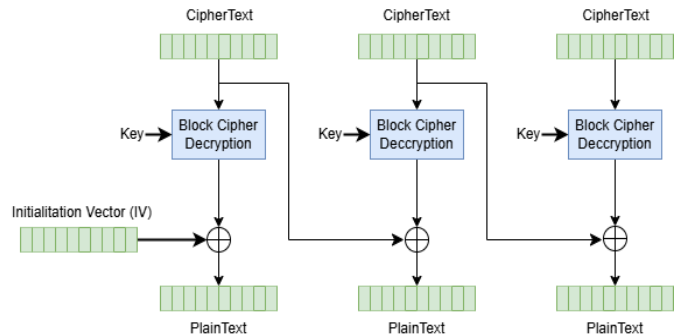 CipherText
CipherText
CipherText
Key
Block Cipher
Decryption
Key
Block Cipher
Deccryption
Key
Block Cipher
Deccryption
Initialitation Vector (IV)
PlainText
PlainText
PlainText